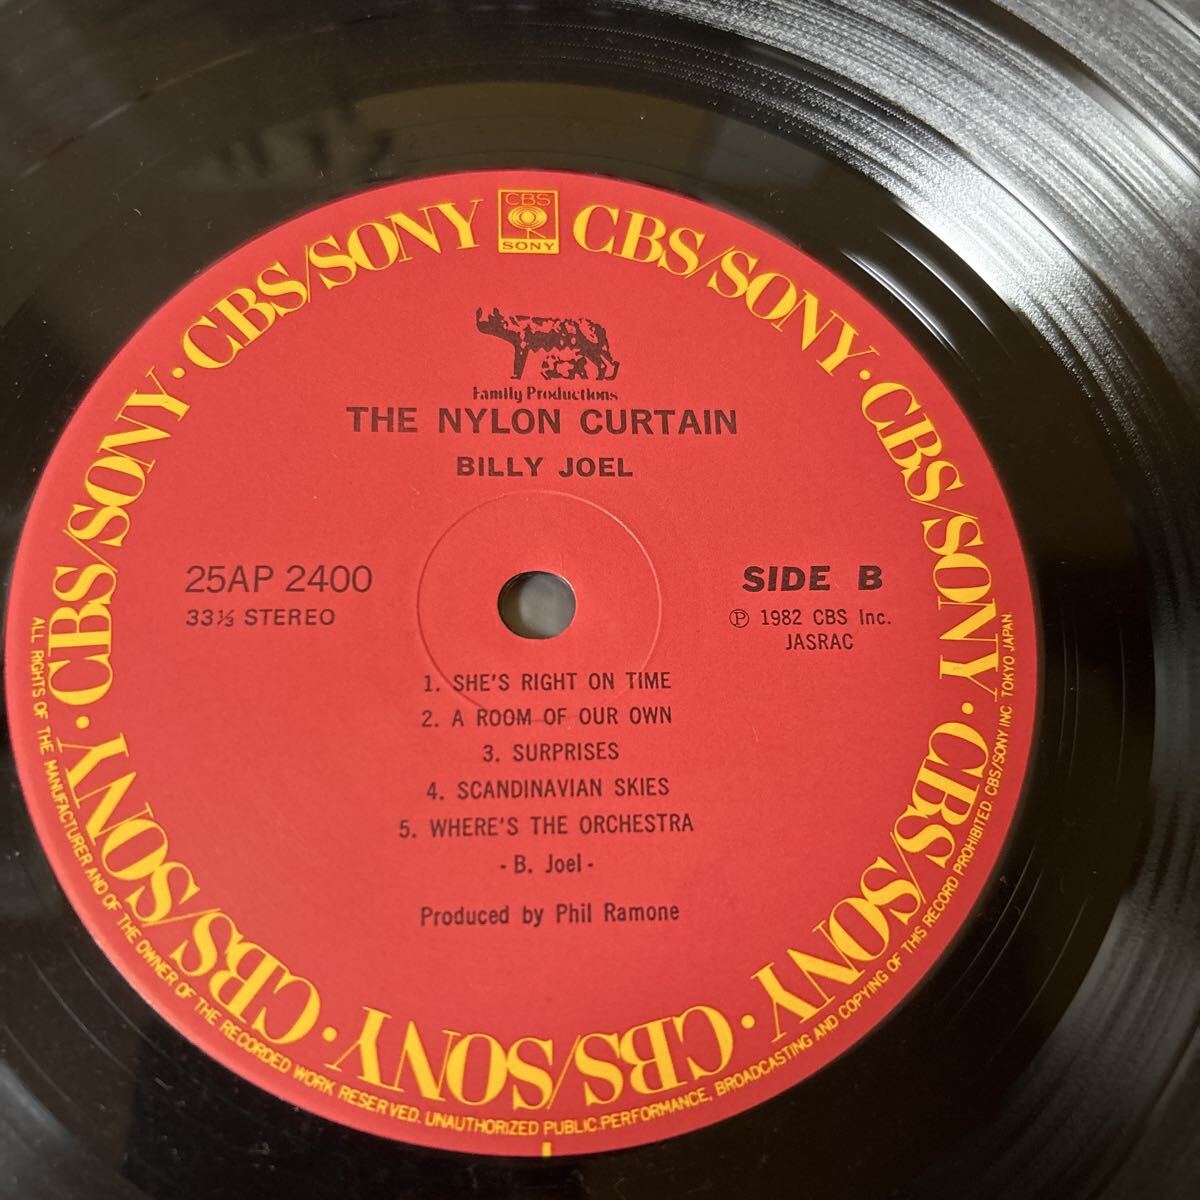 CBS
SONY
CBS/SONY · CBS/SONY · CBS/SONY · CBS/SONY · CBS/SONY · CBS/SONY · CBS/SONY · CBS/SONY · CBS/SONY
Family Productions
THE NYLON CURTAIN
BILLY JOEL
25AP 2400
33⅓ STEREO
SIDE B
Ⓟ 1982 CBS Inc.
JASRAC
1. SHE'S RIGHT ON TIME
2. A ROOM OF OUR OWN
3. SURPRISES
4. SCANDINAVIAN SKIES
5. WHERE'S THE ORCHESTRA
- B. Joel -
Produced by Phil Ramone
ALL RIGHTS OF THE MANUFACTURER AND OF THE OWNER OF THE RECORDED WORK RESERVED. UNAUTHORIZED PUBLIC.PERFORMANCE, BROADCASTING AND COPYING OF THIS RECORD PROHIBITED. CBS/SONY INC. TOKYO JAPAN